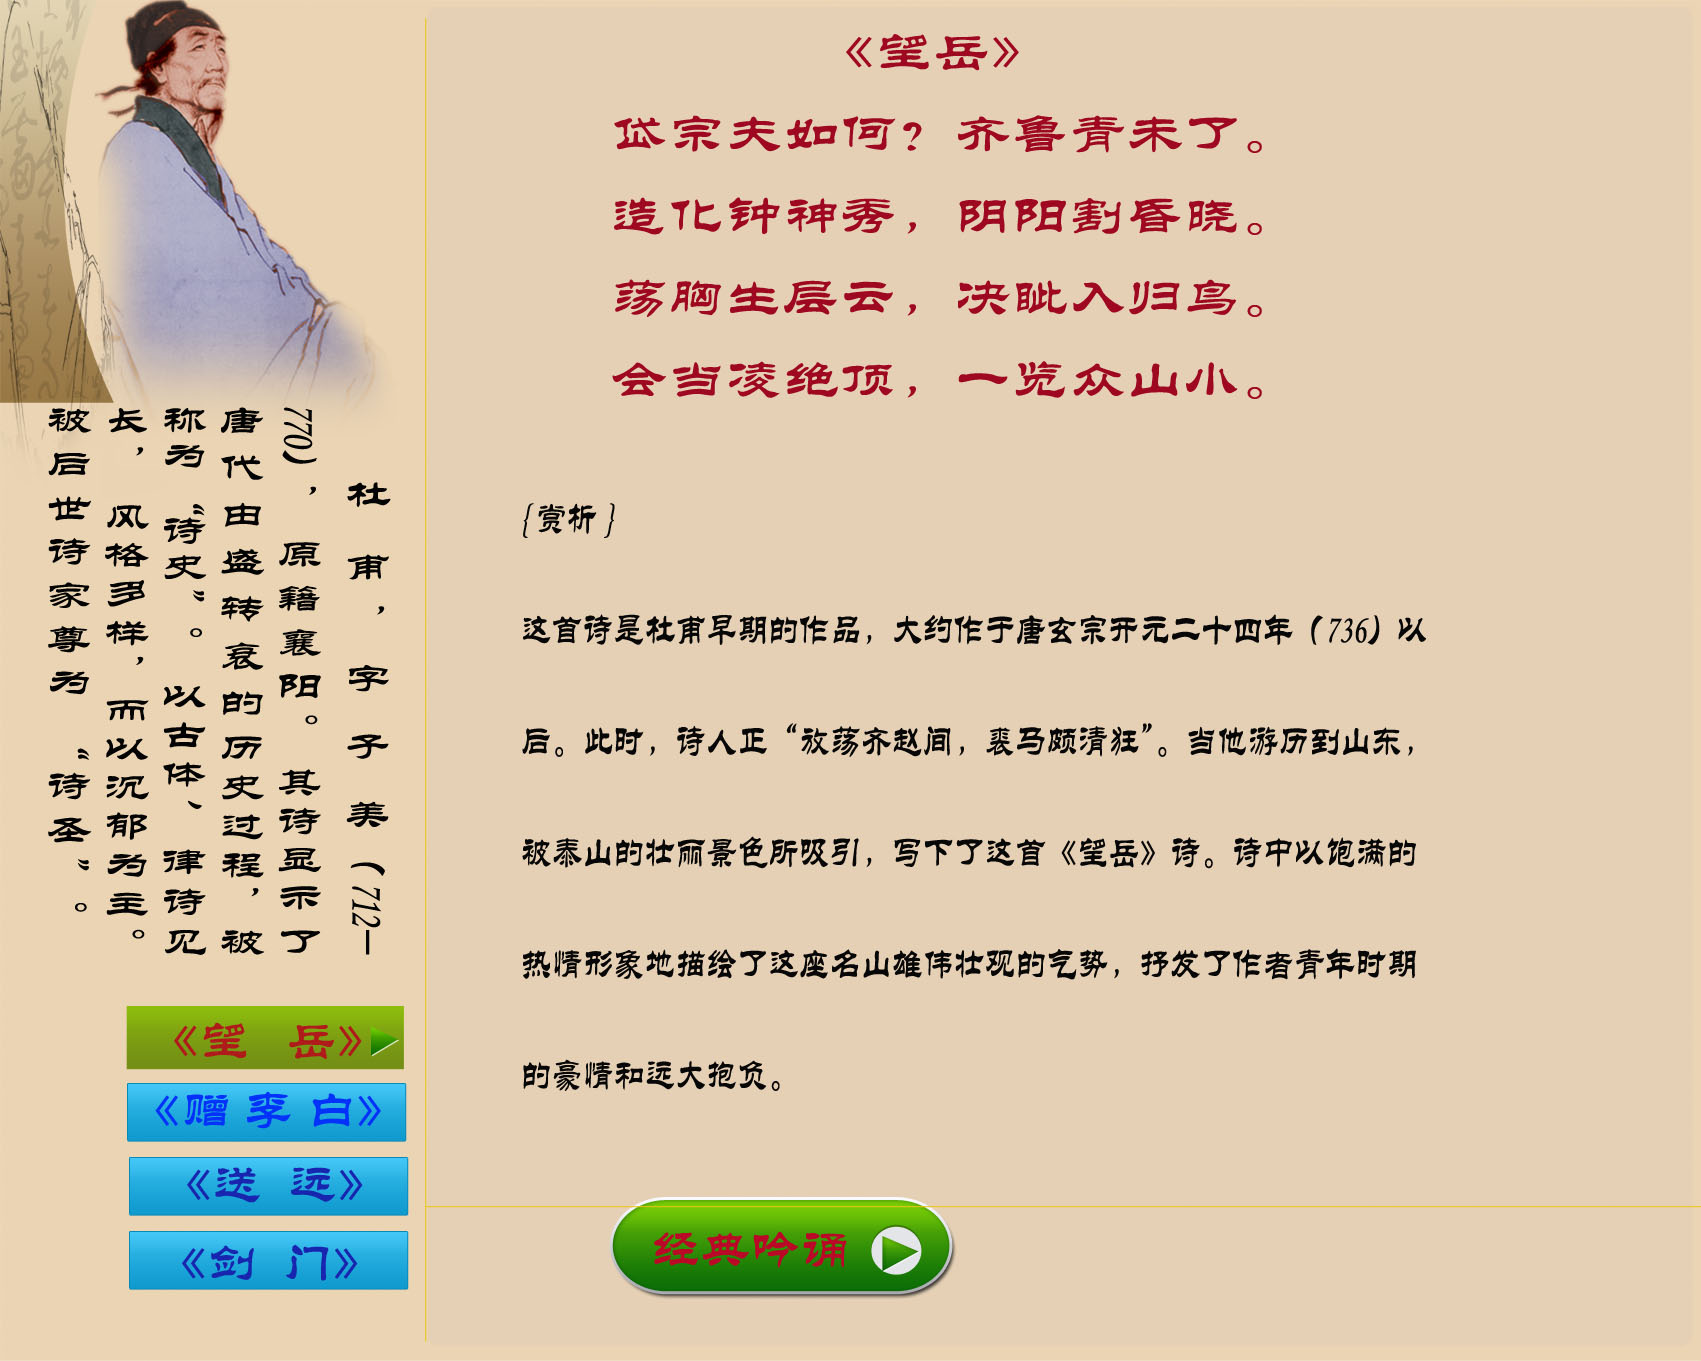 《望岳》
岱宗夫如何？齐鲁青未了。
造化钟神秀，阴阳割昏晓。
荡胸生层云，决眦入归鸟。
会当凌绝顶，一览众山小。
{赏析}
这首诗是杜甫早期的作品，大约作于唐玄宗开元二十四年（736）以
后。此时，诗人正“放荡齐赵间，裘马颇清狂”。当他游历到山东，
被泰山的壮丽景色所吸引，写下了这首《望岳》诗。诗中以饱满的
热情形象地描绘了这座名山雄伟壮观的气势，抒发了作者青年时期
的豪情和远大抱负。
杜甫，字子美（712—
770），原籍襄阳。其诗显示了
唐代由盛转衰的历史过程，被
称为“诗史”。以古体、律诗见
长，风格多样，而以沉郁为主。
被后世诗家尊为“诗圣”。
《望 岳》
《赠李白》
《送 远》
《剑 门》
经典吟诵